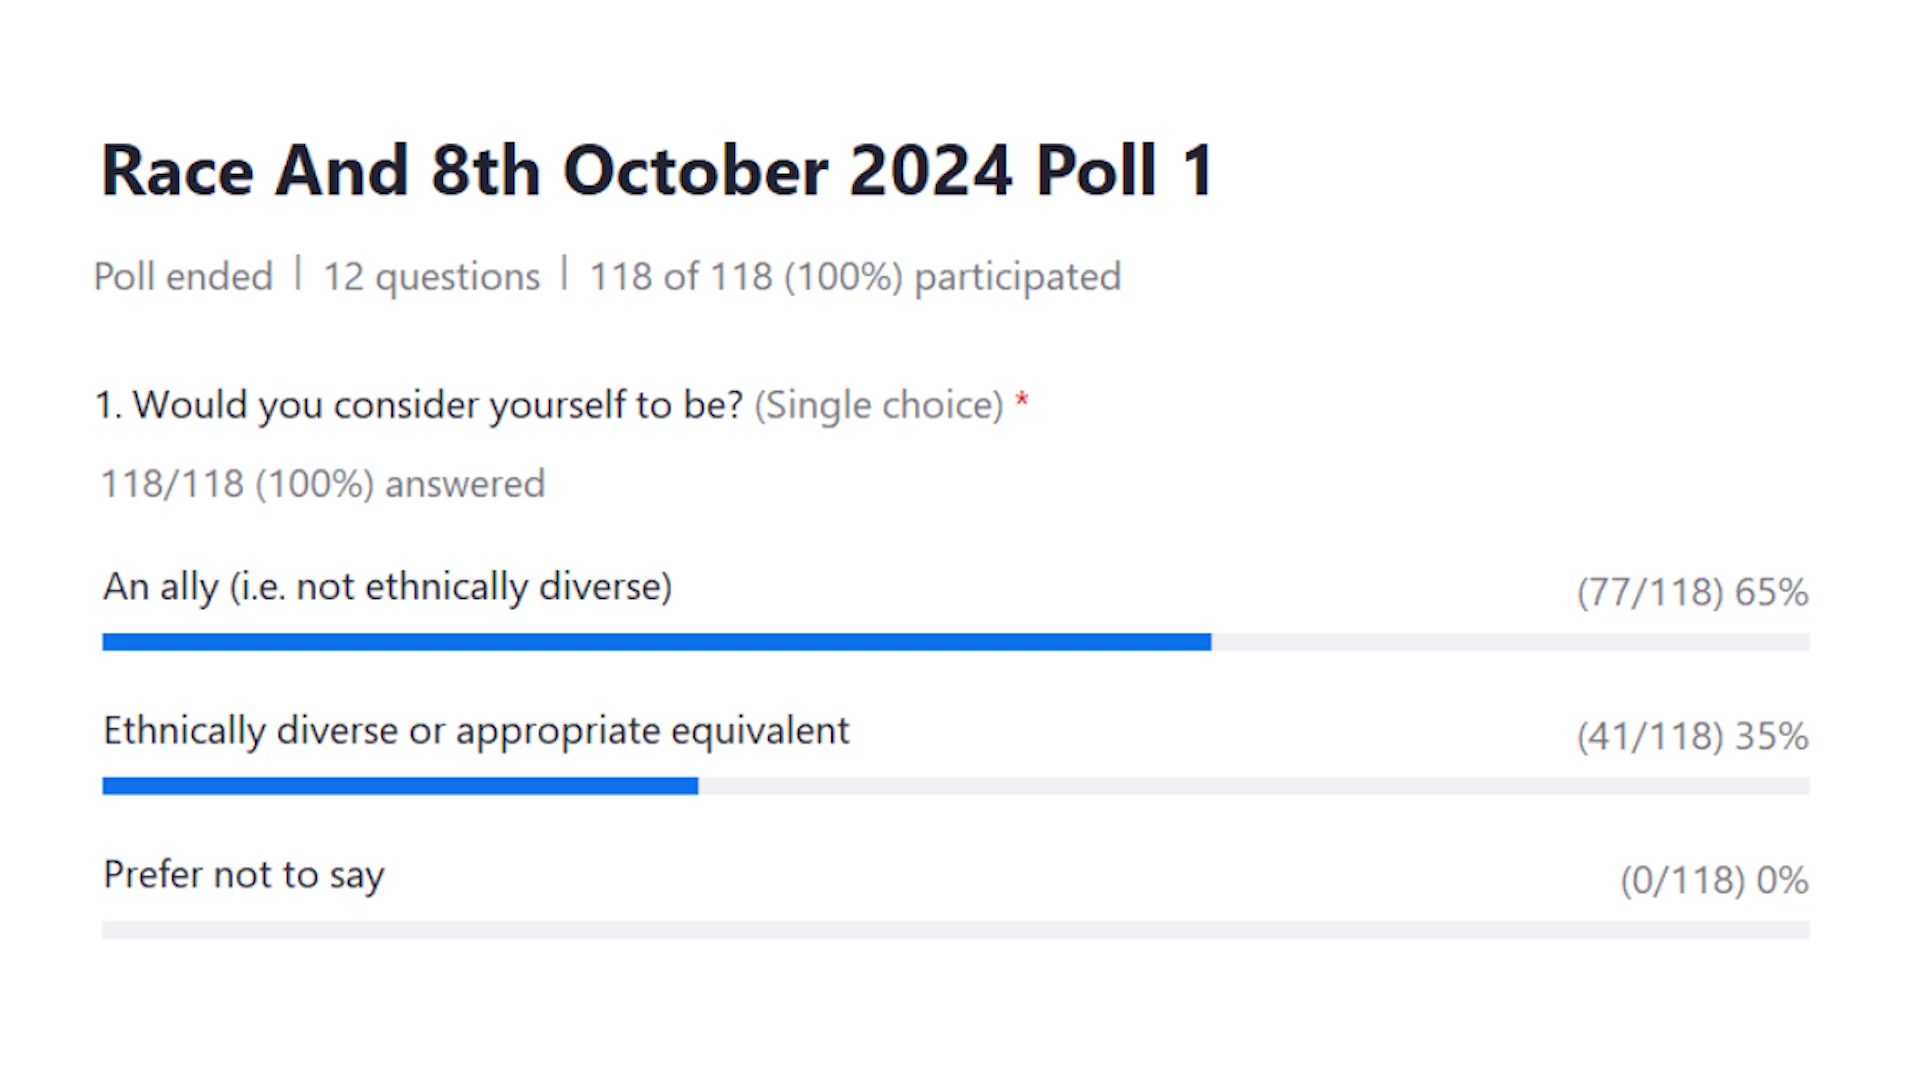 Race And 8th October 2024 Poll 1
Poll ended | 12 questions | 118 of 118 (100%) participated
1. Would you consider yourself to be? (Single choice) *
118/118 (100%) answered
An ally (i.e. not ethnically diverse) (77/118) 65%
Ethnically diverse or appropriate equivalent (41/118) 35%
Prefer not to say (0/118) 0%